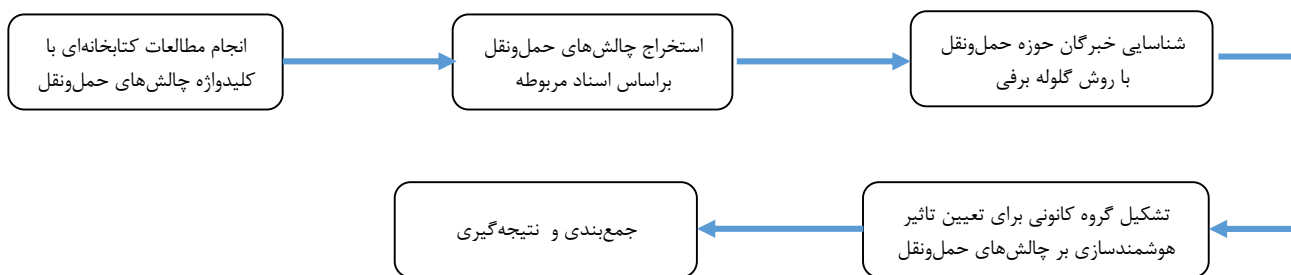 انجام مطالعات کتابخانه‌ای با
کلیدواژه چالش‌های حمل‌ونقل
استخراج چالش‌های حمل‌ونقل
براساس اسناد مربوطه
شناسایی خبرگان حوزه حمل‌ونقل
با روش گلوله برفی
تشکیل گروه کانونی برای تعیین تاثیر
هوشمندسازی بر چالش‌های حمل‌ونقل
جمع‌بندی و نتیجه‌گیری